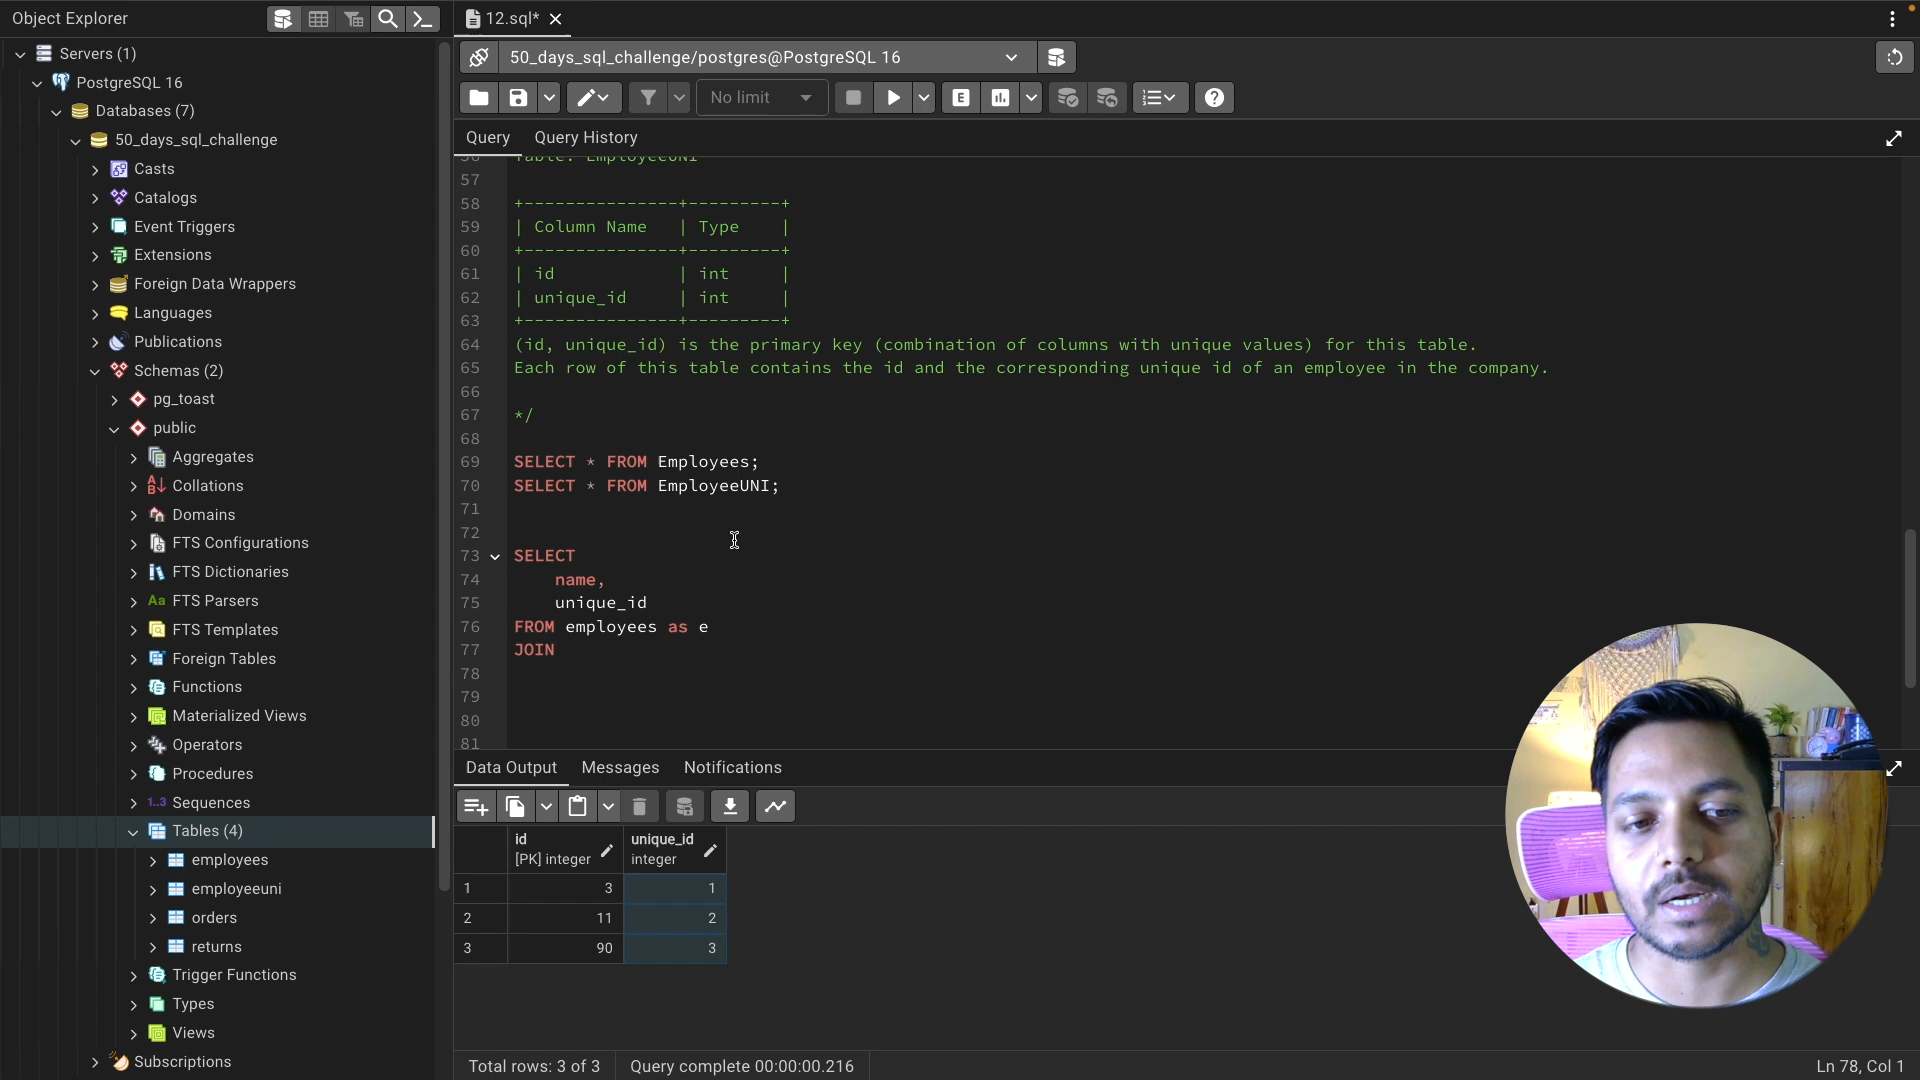 Object Explorer
12.sql*
Servers (1)
PostgreSQL 16
Databases (7)
50_days_sql_challenge
Casts
Catalogs
Event Triggers
Extensions
Foreign Data Wrappers
Languages
Publications
Schemas (2)
pg_toast
public
Aggregates
Collations
Domains
FTS Configurations
FTS Dictionaries
Aa FTS Parsers
FTS Templates
Foreign Tables
Functions
Materialized Views
Operators
Procedures
1..3 Sequences
Tables (4)
employees
employeeuni
orders
returns
Trigger Functions
Types
Views
Subscriptions
50_days_sql_challenge/postgres@PostgreSQL 16
No limit
E
Query Query History
56 Table: EmployeeUNI
57
58 +---------------+---------+
59 | Column Name   | Type    |
60 +---------------+---------+
61 | id            | int     |
62 | unique_id     | int     |
63 +---------------+---------+
64 (id, unique_id) is the primary key (combination of columns with unique values) for this table.
65 Each row of this table contains the id and the corresponding unique id of an employee in the company.
66
67 */
68
69 SELECT * FROM Employees;
70 SELECT * FROM EmployeeUNI;
71
72
73 SELECT
74 name,
75 unique_id
76 FROM employees as e
77 JOIN
78
79
80
81
Data Output Messages Notifications
id unique_id
[PK] integer integer
1 3 1
2 11 2
3 90 3
Total rows: 3 of 3 Query complete 00:00:00.216 Ln 78, Col 1